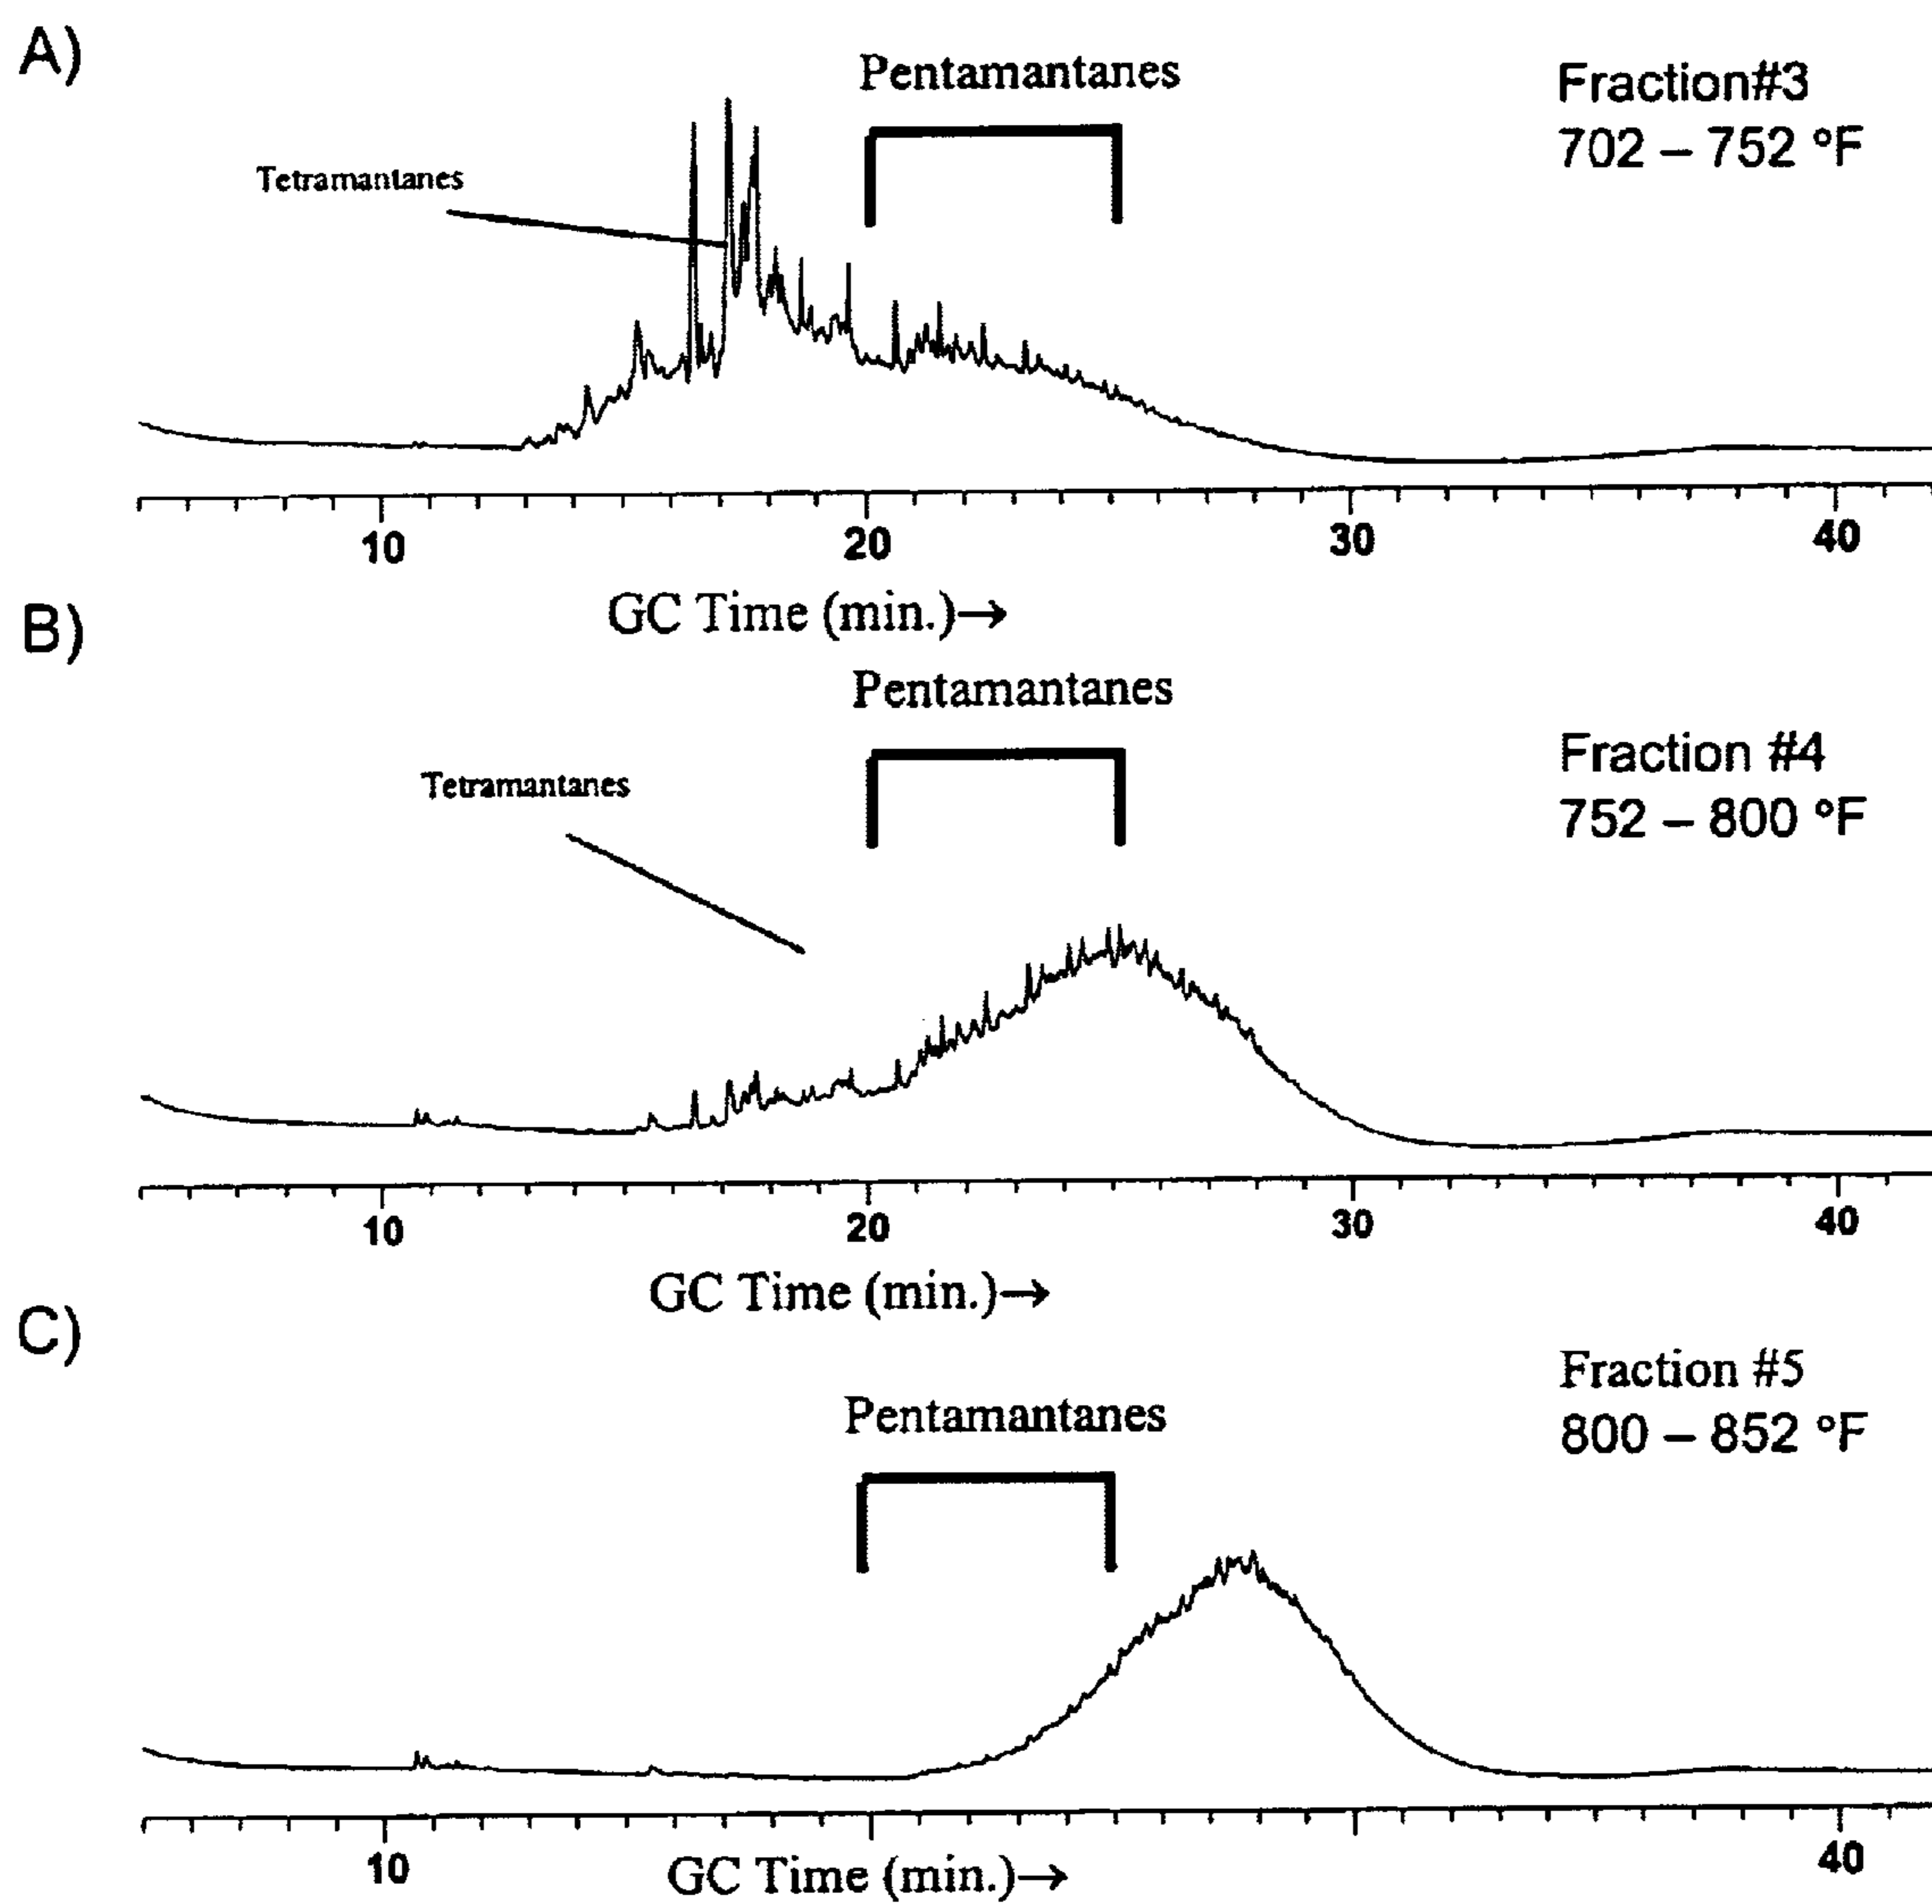 A)
Pentamantanes
Fraction#3
702 – 752 °F
Tetramantanes
10 20 30 40
GC Time (min.)→
B)
Pentamantanes
Fraction #4
752 – 800 °F
Tetramantanes
10 20 30 40
GC Time (min.)→
C)
Fraction #5
800 – 852 °F
Pentamantanes
10 40
GC Time (min.)→